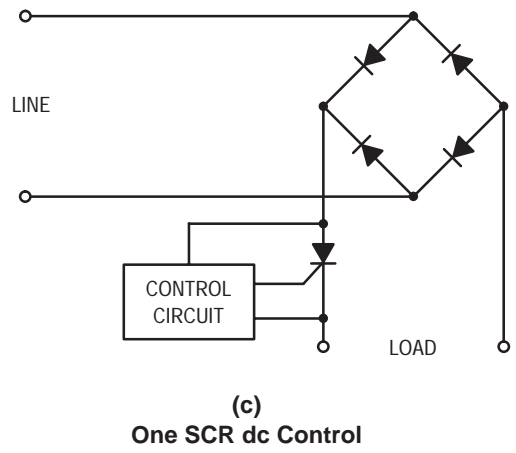 LINE
CONTROL
CIRCUIT
LOAD
(c)
One SCR dc Control